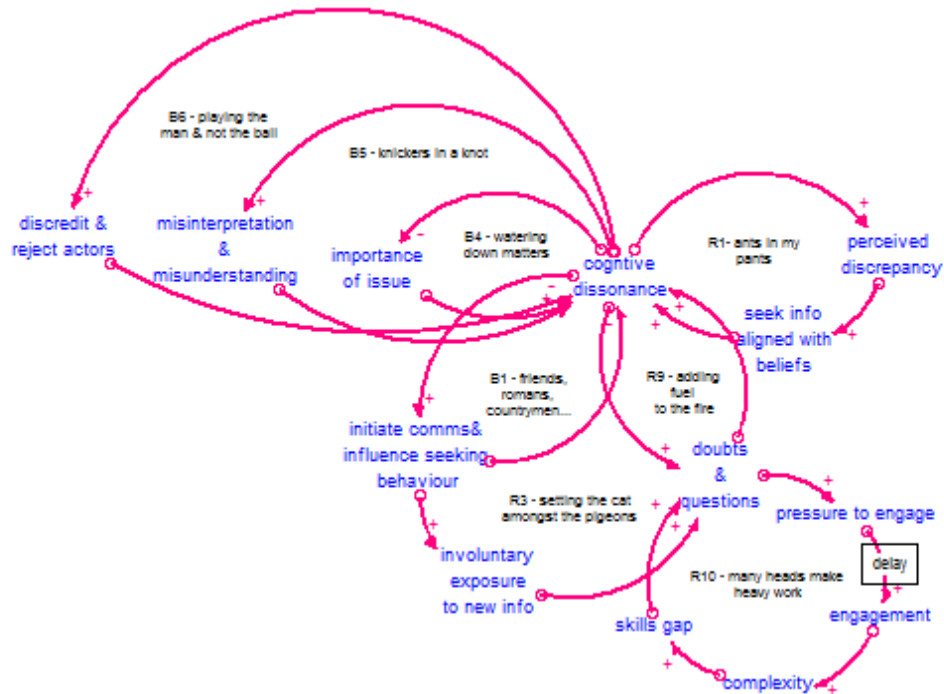 B6 - playing the
man & not the ball
B5 - knickers in a knot
discredit &
reject actors
misinterpretation
&
misunderstanding
importance
of issue
B4 - watering
down matters
cogntive
dissonance
R1- ants in my
pants
perceived
discrepancy
seek info
aligned with
beliefs
B1 - friends,
romans,
countrymen...
R9 - adding
fuel
to the fire
initiate comms&
influence seeking
behaviour
doubts
&
questions
R3 - setting the cat
amongst the pigeons
pressure to engage
involuntary
exposure
to new info
R10 - many heads make
heavy work
delay
engagement
skills gap
complexity